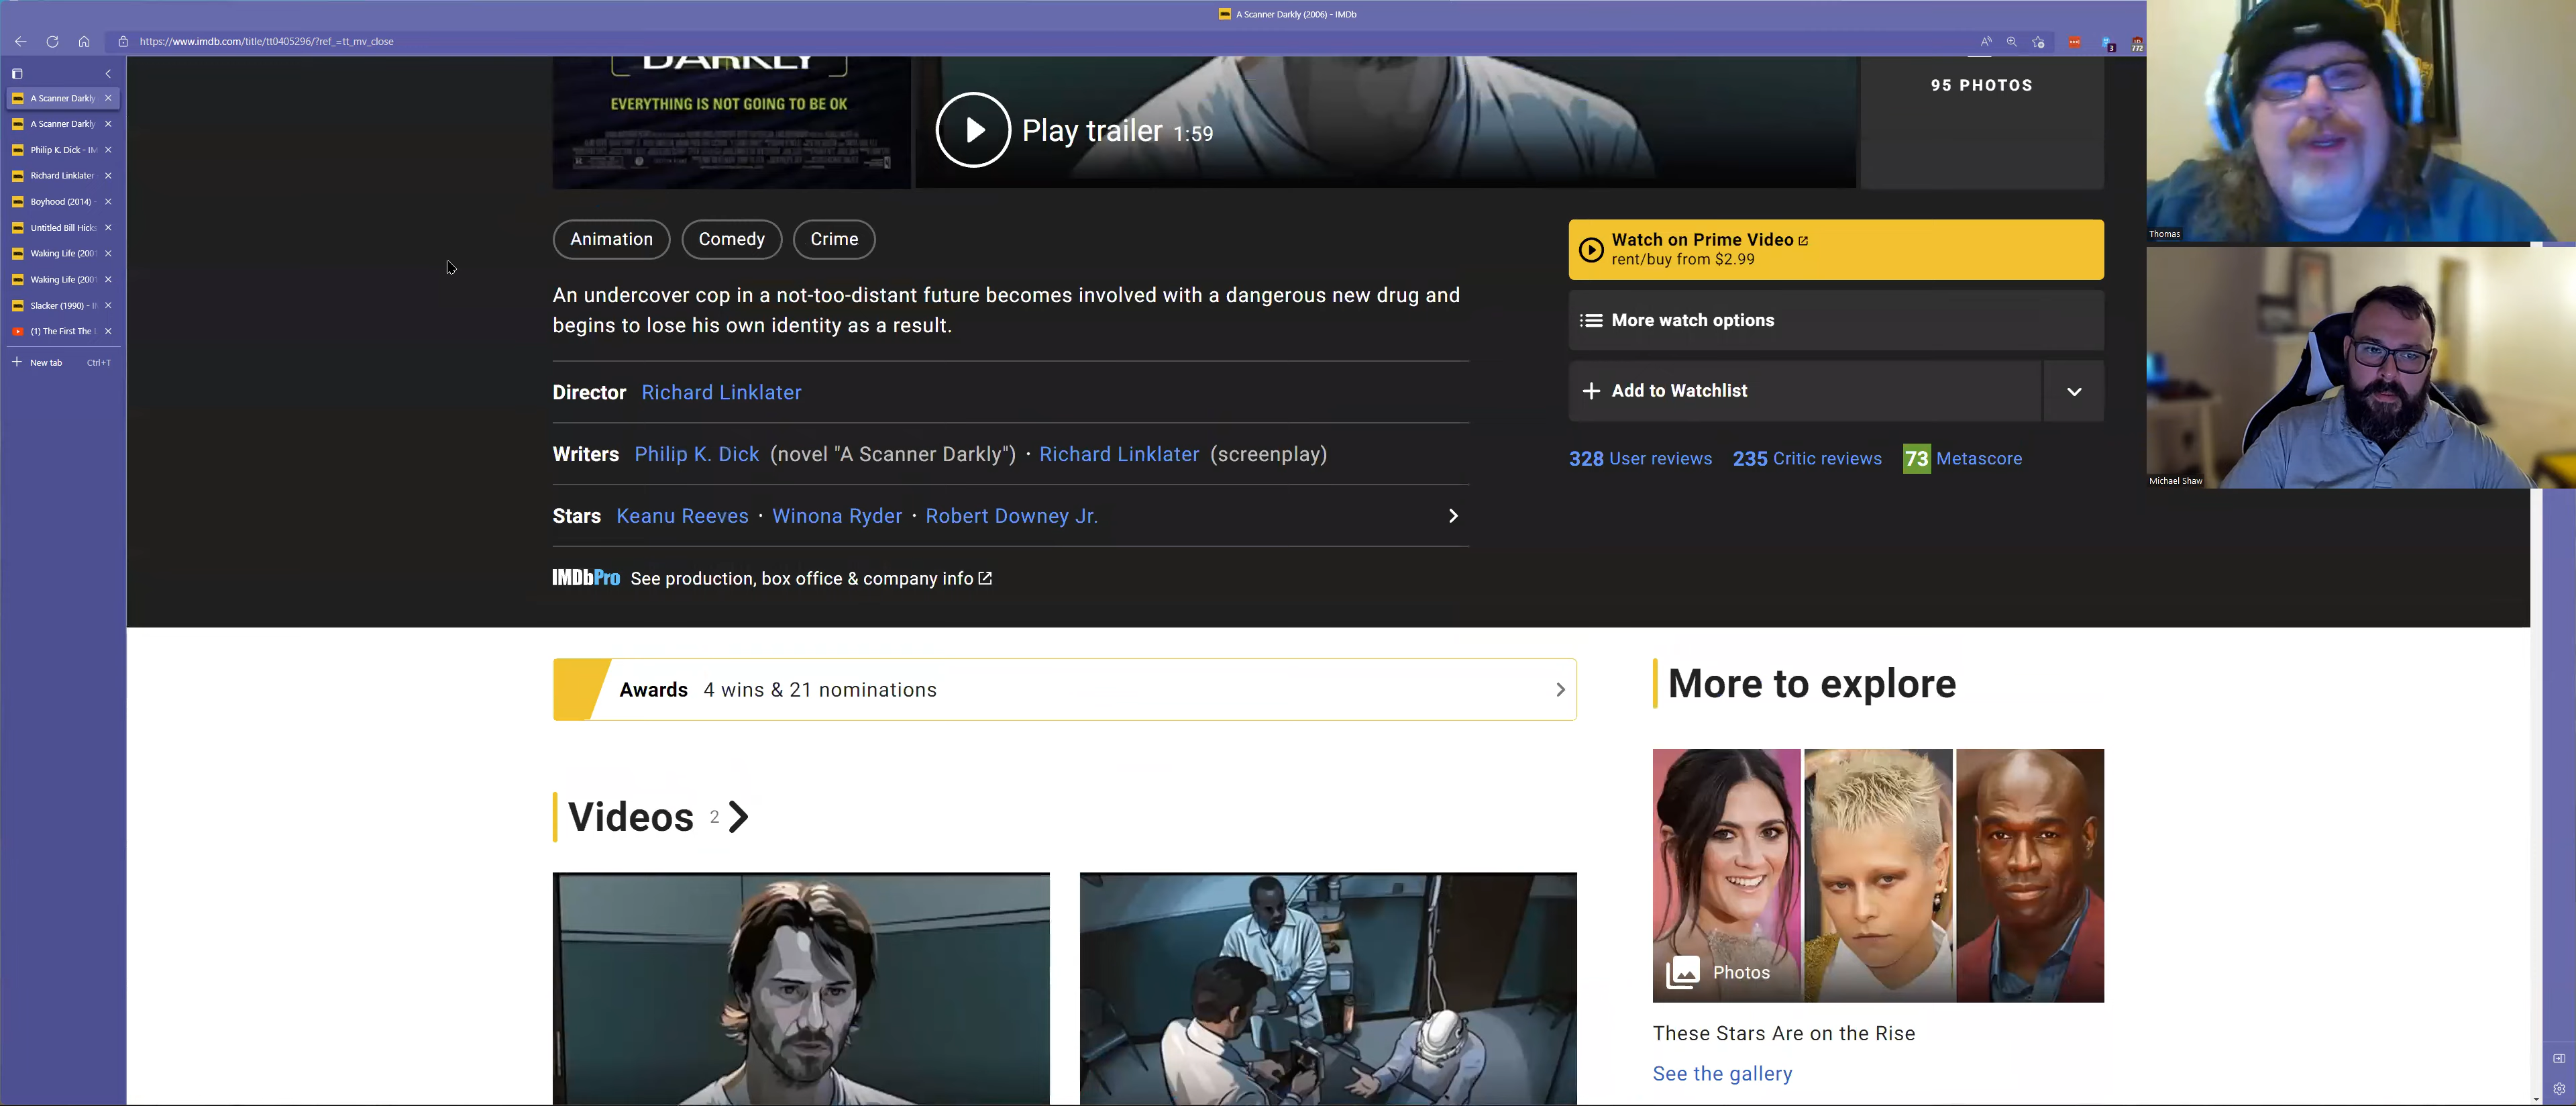 A Scanner Darkly (2006) - IMDb
https://www.imdb.com/title/tt0405296/?ref_=tt_mv_close
3
772
A Scanner Darkly
A Scanner Darkly
Philip K. Dick - IM
Richard Linklater
Boyhood (2014) -
Untitled Bill Hicks
Waking Life (2001
Waking Life (2001
Slacker (1990) - I
(1) The First The
New tab Ctrl+T
DARKLY
EVERYTHING IS NOT GOING TO BE OK
Play trailer 1:59
95 PHOTOS
Thomas
Michael Shaw
Animation
Comedy
Crime
An undercover cop in a not-too-distant future becomes involved with a dangerous new drug and
begins to lose his own identity as a result.
Director Richard Linklater
Writers Philip K. Dick (novel "A Scanner Darkly") · Richard Linklater (screenplay)
Stars Keanu Reeves · Winona Ryder · Robert Downey Jr.
IMDbPro See production, box office & company info
Watch on Prime Video
rent/buy from $2.99
More watch options
Add to Watchlist
328 User reviews 235 Critic reviews 73 Metascore
Awards 4 wins & 21 nominations
Videos 2
More to explore
Photos
These Stars Are on the Rise
See the gallery